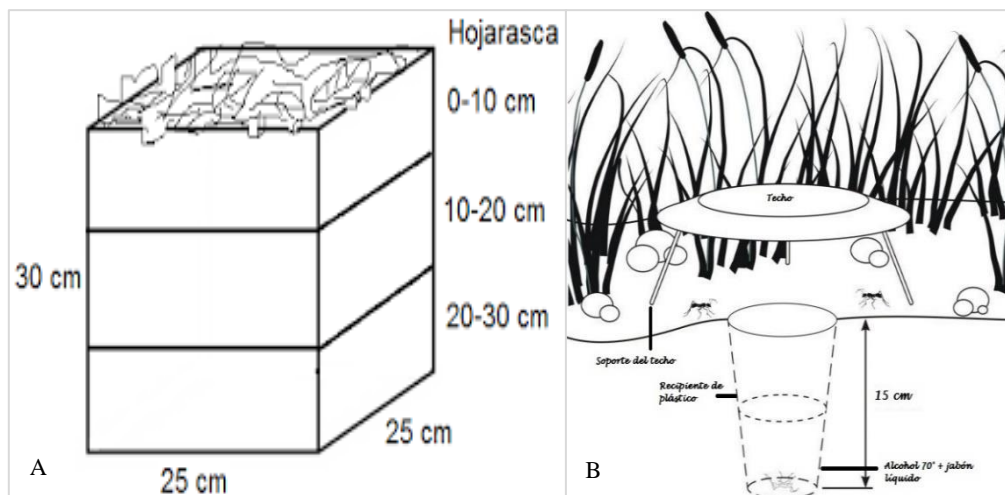 Hojarasca
0-10 cm
10-20 cm
20-30 cm
30 cm
25 cm
25 cm
A
Techo
Soporte del techo
Recipiente de
plástico
15 cm
Alcohol 70° + jabón
líquido
B